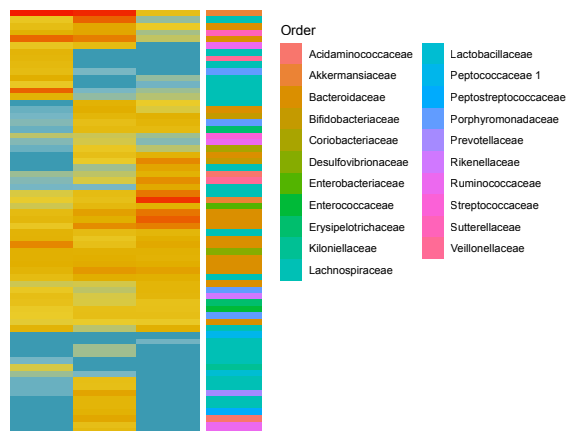 Order
Acidaminococcaceae
Akkermansiaceae
Bacteroidaceae
Bifidobacteriaceae
Coriobacteriaceae
Desulfovibrionaceae
Enterobacteriaceae
Enterococcaceae
Erysipelotrichaceae
Kiloniellaceae
Lachnospiraceae
Lactobacillaceae
Peptococcaceae 1
Peptostreptococcaceae
Porphyromonadaceae
Prevotellaceae
Rikenellaceae
Ruminococcaceae
Streptococcaceae
Sutterellaceae
Veillonellaceae